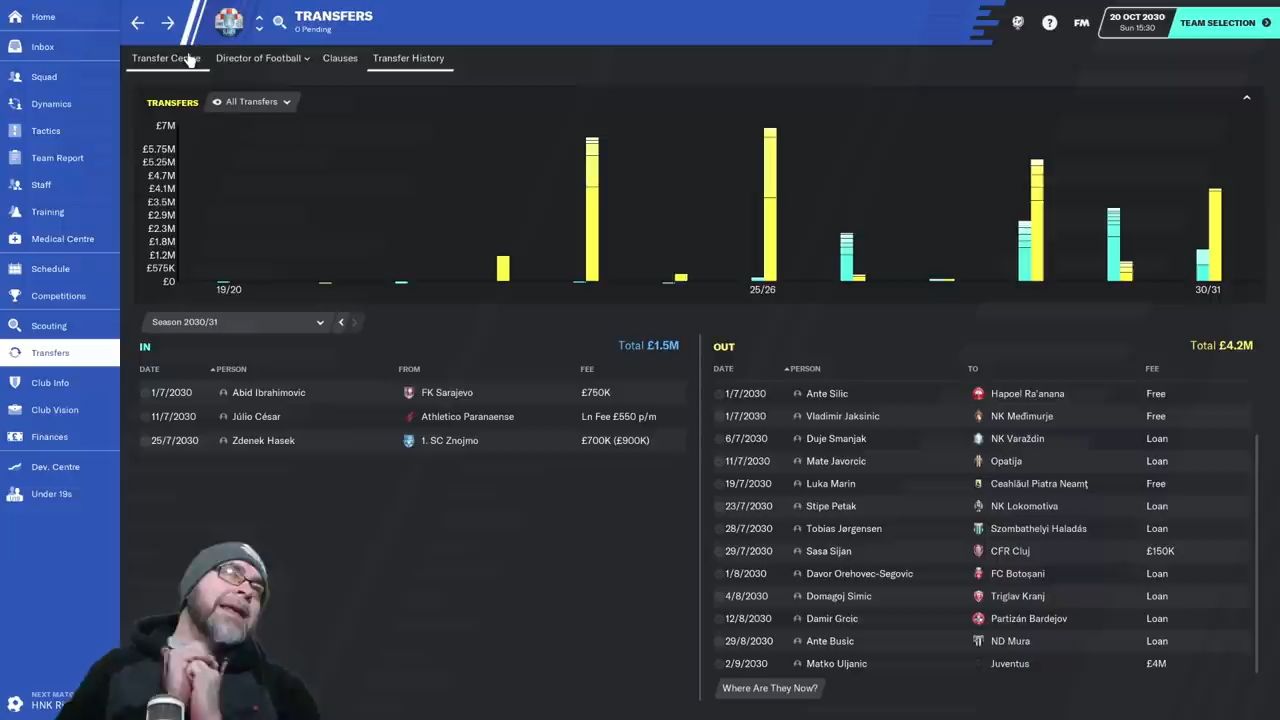 Home
TRANSFERS
0 Pending
FM
20 OCT 2030
Sun 15:30
TEAM SELECTION
Inbox
Squad
Dynamics
Tactics
Team Report
Staff
Training
Medical Centre
Schedule
Competitions
Scouting
Transfers
Club Info
Club Vision
Finances
Dev. Centre
Under 19s
NEXT MATC
HNK R
Transfer Centre
Director of Football
Clauses
Transfer History
TRANSFERS
All Transfers
£7M
£5.75M
£5.25M
£4.7M
£4.1M
£3.5M
£2.9M
£2.3M
£1.8M
£1.2M
£575K
£0
19/20
25/26
30/31
Season 2030/31
IN
Total £1.5M
DATE PERSON FROM FEE
1/7/2030 Abid Ibrahimovic FK Sarajevo £750K
11/7/2030 Júlio César Athletico Paranaense Ln Fee £550 p/m
25/7/2030 Zdenek Hasek 1. SC Znojmo £700K (£900K)
OUT
Total £4.2M
DATE PERSON TO FEE
1/7/2030 Ante Silic Hapoel Ra'anana Free
1/7/2030 Vladimir Jaksinic NK Međimurje Free
6/7/2030 Duje Smanjak NK Varaždin Loan
11/7/2030 Mate Javorcic Opatija Loan
19/7/2030 Luka Marin Ceahlăul Piatra Neamț Free
23/7/2030 Stipe Petak NK Lokomotiva Loan
28/7/2030 Tobias Jørgensen Szombathelyi Haladás Loan
29/7/2030 Sasa Sijan CFR Cluj £150K
1/8/2030 Davor Orehovec-Segovic FC Botoșani Loan
4/8/2030 Domagoj Simic Triglav Kranj Loan
12/8/2030 Damir Grcic Partizán Bardejov Loan
29/8/2030 Ante Busic ND Mura Loan
2/9/2030 Matko Uljanic Juventus £4M
Where Are They Now?